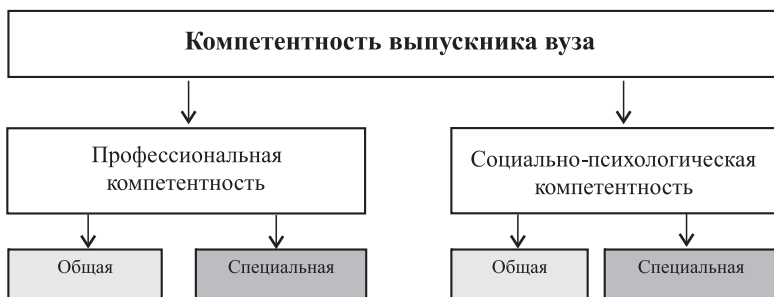 Компетентность выпускника вуза
Профессиональная
компетентность
Социально-психологическая
компетентность
Общая
Специальная
Общая
Специальная